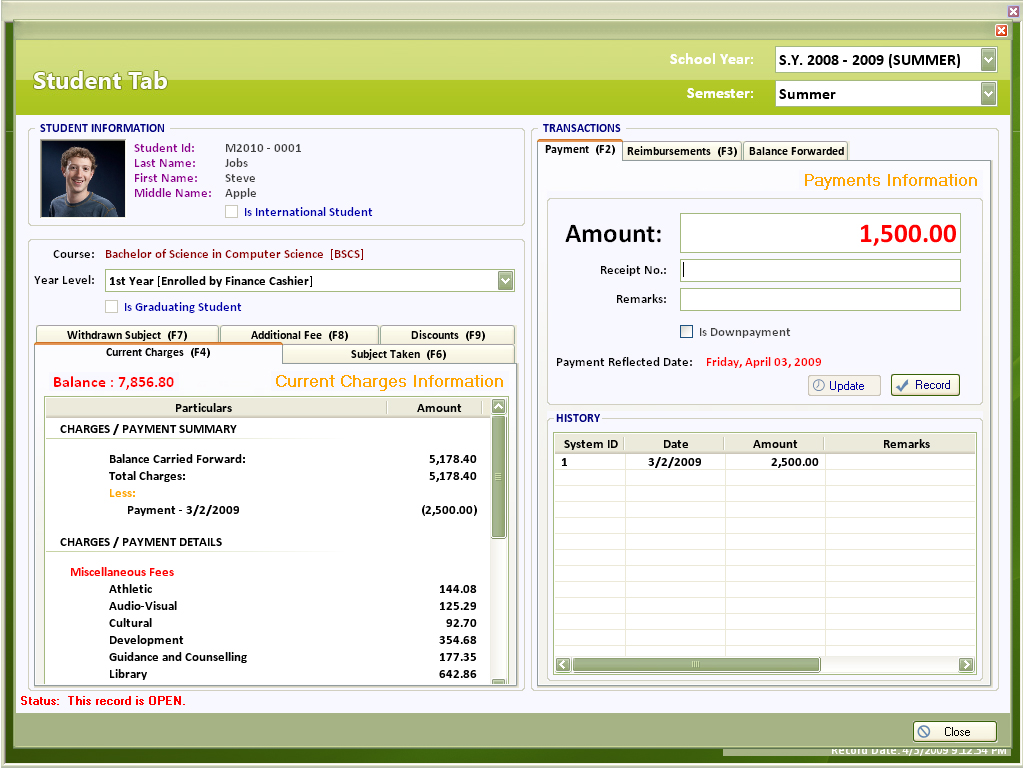 School Year: S.Y. 2008 - 2009 (SUMMER)
Student Tab
Semester: Summer
STUDENT INFORMATION
Student Id: M2010 - 0001
Last Name: Jobs
First Name: Steve
Middle Name: Apple
Is International Student
Course: Bachelor of Science in Computer Science [BSCS]
Year Level: 1st Year [Enrolled by Finance Cashier]
Is Graduating Student
Withdrawn Subject (F7) Additional Fee (F8) Discounts (F9)
Current Charges (F4) Subject Taken (F6)
Balance : 7,856.80 Current Charges Information
Particulars Amount
CHARGES / PAYMENT SUMMARY
Balance Carried Forward: 5,178.40
Total Charges: 5,178.40
Less:
Payment - 3/2/2009 (2,500.00)
CHARGES / PAYMENT DETAILS
Miscellaneous Fees
Athletic 144.08
Audio-Visual 125.29
Cultural 92.70
Development 354.68
Guidance and Counselling 177.35
Library 642.86
TRANSACTIONS
Payment (F2) Reimbursements (F3) Balance Forwarded
Payments Information
Amount: 1,500.00
Receipt No.:
Remarks:
Is Downpayment
Payment Reflected Date: Friday, April 03, 2009
Update Record
HISTORY
System ID Date Amount Remarks
1 3/2/2009 2,500.00
Status: This record is OPEN.
Close
Record Date: 4/3/2009 9:12:54 PM